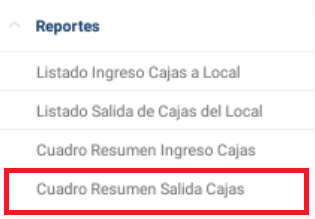 Reportes
Listado Ingreso Cajas a Local
Listado Salida de Cajas del Local
Cuadro Resumen Ingreso Cajas
Cuadro Resumen Salida Cajas